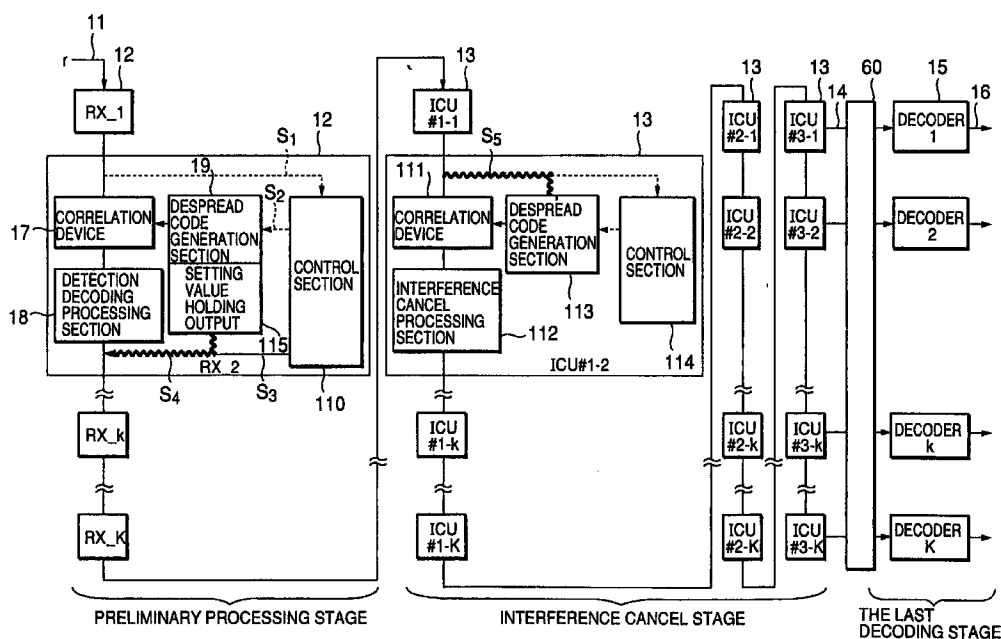 11
r
12
RX_1
S1
12
19
S2
17
CORRELATION
DEVICE
DESPREAD
CODE
GENERATION
SECTION
CONTROL
SECTION
18
DETECTION
DECODING
PROCESSING
SECTION
SETTING
VALUE
HOLDING
OUTPUT
115
RX_2
S4
S3
110
RX_k
RX_K
PRELIMINARY PROCESSING STAGE
13
ICU
#1-1
S5
13
111
CORRELATION
DEVICE
DESPREAD
CODE
GENERATION
SECTION
CONTROL
SECTION
113
INTERFERENCE
CANCEL
PROCESSING
SECTION
112
114
ICU#1-2
ICU
#1-k
ICU
#1-K
13
13
14
60
15
16
ICU
#2-1
ICU
#3-1
DECODER
1
ICU
#2-2
ICU
#3-2
DECODER
2
ICU
#2-k
ICU
#3-k
DECODER
k
ICU
#2-K
ICU
#3-K
DECODER
K
INTERFERENCE CANCEL STAGE
THE LAST
DECODING STAGE